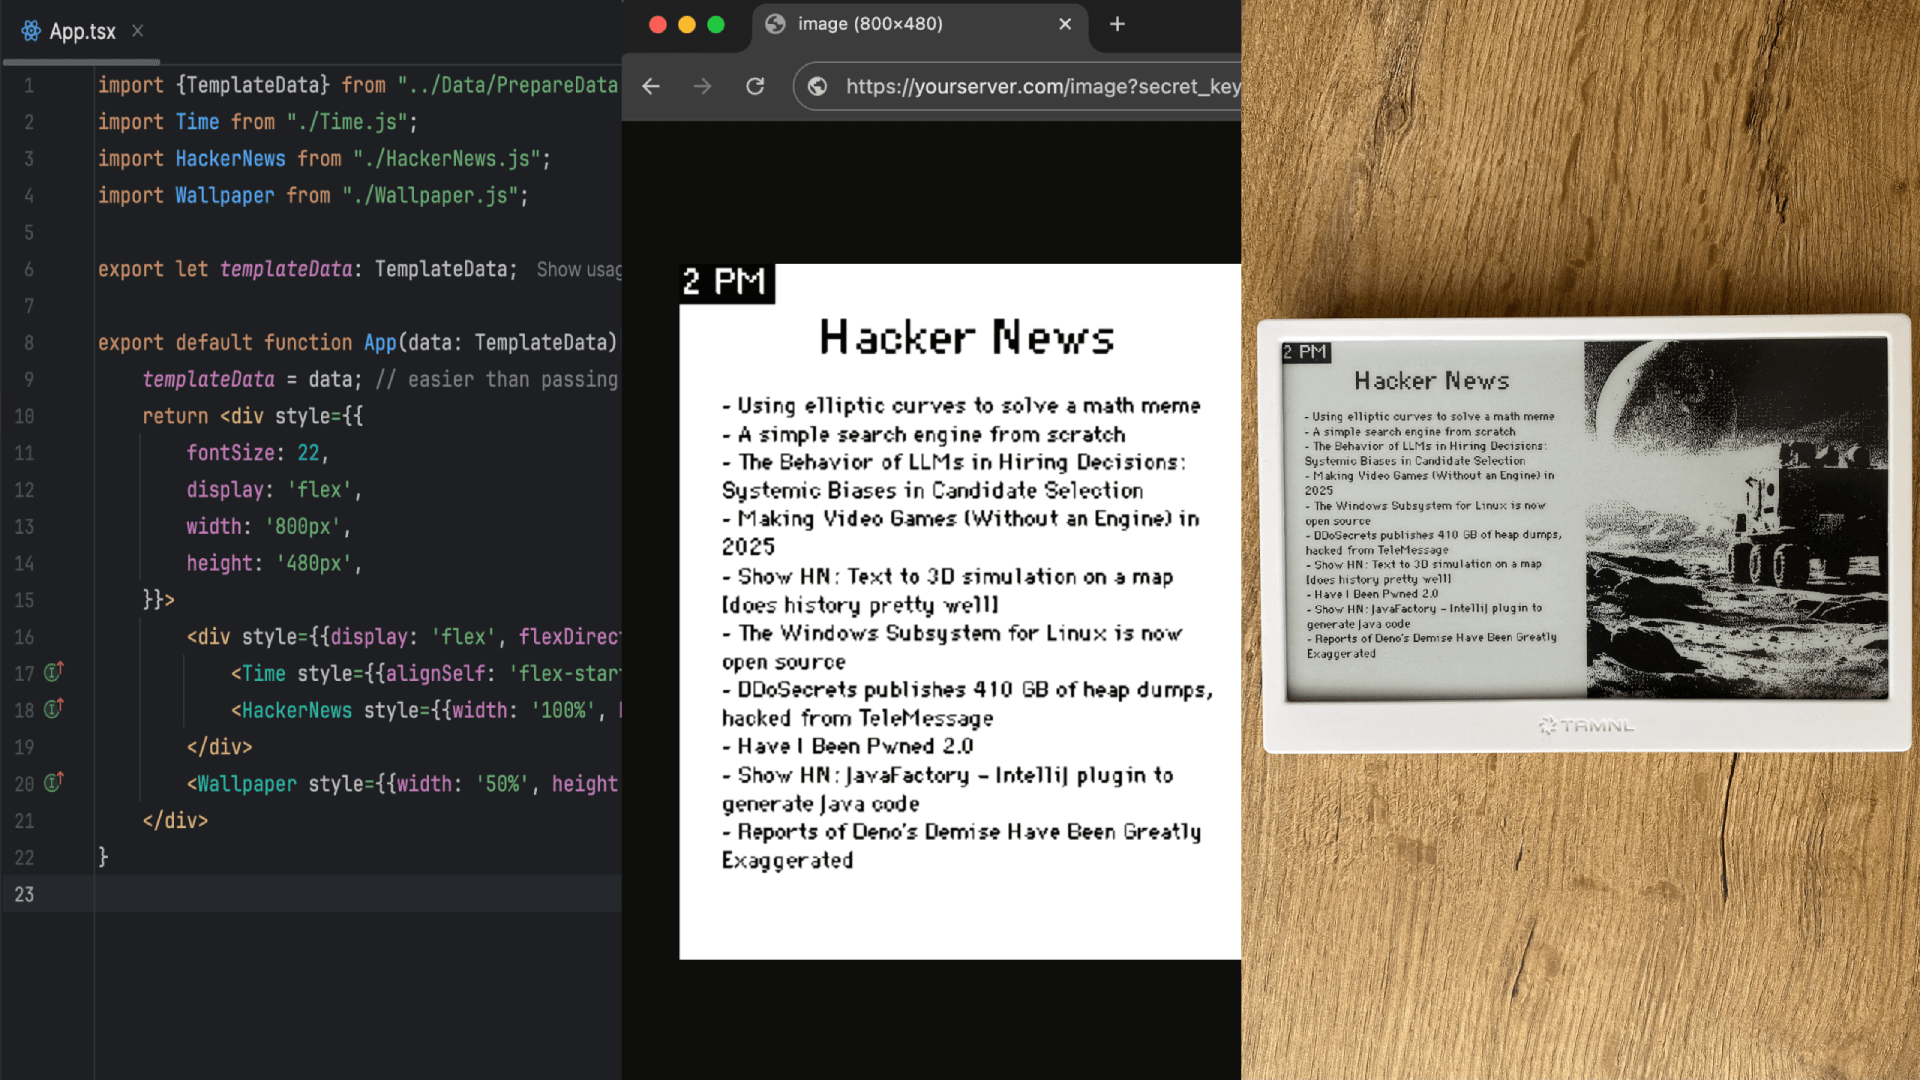 App.tsx
1 import {TemplateData} from "../Data/PrepareData
2 import Time from "./Time.js";
3 import HackerNews from "./HackerNews.js";
4 import Wallpaper from "./Wallpaper.js";
5
6 export let templateData: TemplateData; Show usag
7
8 export default function App(data: TemplateData)
9 templateData = data; // easier than passing
10 return <div style={{
11 fontSize: 22,
12 display: 'flex',
13 width: '800px',
14 height: '480px',
15 }}>
16 <div style={{display: 'flex', flexDirect
17 <Time style={{alignSelf: 'flex-star
18 <HackerNews style={{width: '100%',
19 </div>
20 <Wallpaper style={{width: '50%', height
21 </div>
22 }
23
image (800×480)
https://yourserver.com/image?secret_key
2 PM
Hacker News
- Using elliptic curves to solve a math meme
- A simple search engine from scratch
- The Behavior of LLMs in Hiring Decisions:
Systemic Biases in Candidate Selection
- Making Video Games (Without an Engine) in
2025
- Show HN: Text to 3D simulation on a map
[does history pretty well]
- The Windows Subsystem for Linux is now
open source
- DDoSecrets publishes 410 GB of heap dumps,
hacked from TeleMessage
- Have I Been Pwned 2.0
- Show HN: JavaFactory – IntelliJ plugin to
generate Java code
- Reports of Deno's Demise Have Been Greatly
Exaggerated
2 PM
Hacker News
- Using elliptic curves to solve a math meme
- A simple search engine from scratch
- The Behavior of LLMs in Hiring Decisions:
Systemic Biases in Candidate Selection
- Making Video Games (Without an Engine) in
2025
- The Windows Subsystem for Linux is now
open source
- DDoSecrets publishes 410 GB of heap dumps,
hacked from TeleMessage
- Show HN: Text to 3D simulation on a map
[does history pretty well]
- Have I Been Pwned 2.0
- Show HN: JavaFactory – IntelliJ plugin to
generate Java code
- Reports of Deno's Demise Have Been Greatly
Exaggerated
TRMNL